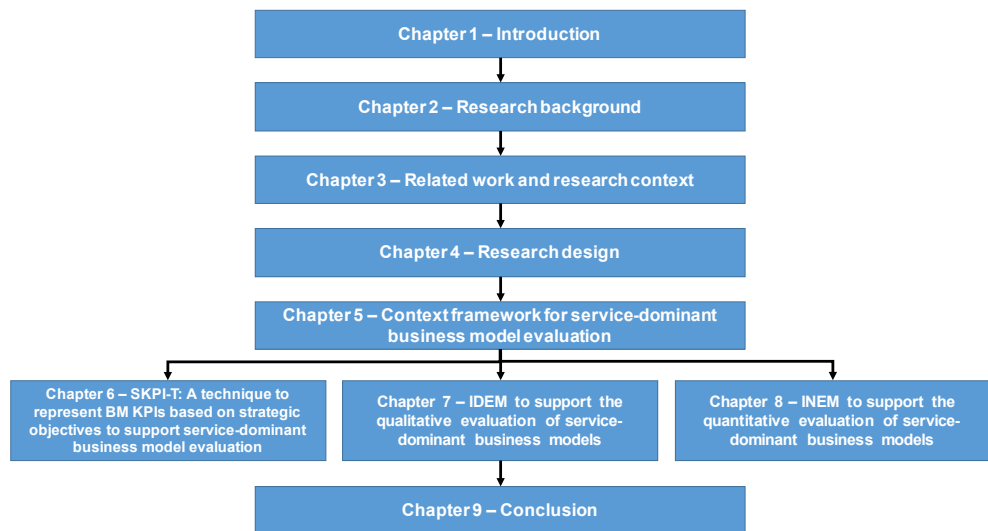 Chapter 1 – Introduction
Chapter 2 – Research background
Chapter 3 – Related work and research context
Chapter 4 – Research design
Chapter 5 – Context framework for service-dominant
business model evaluation
Chapter 6 – SKPI-T: A technique to
represent BM KPIs based on strategic
objectives to support service-dominant
business model evaluation
Chapter 7 – IDEM to support the
qualitative evaluation of service-
dominant business models
Chapter 8 – INEM to support the
quantitative evaluation of service-
dominant business models
Chapter 9 – Conclusion